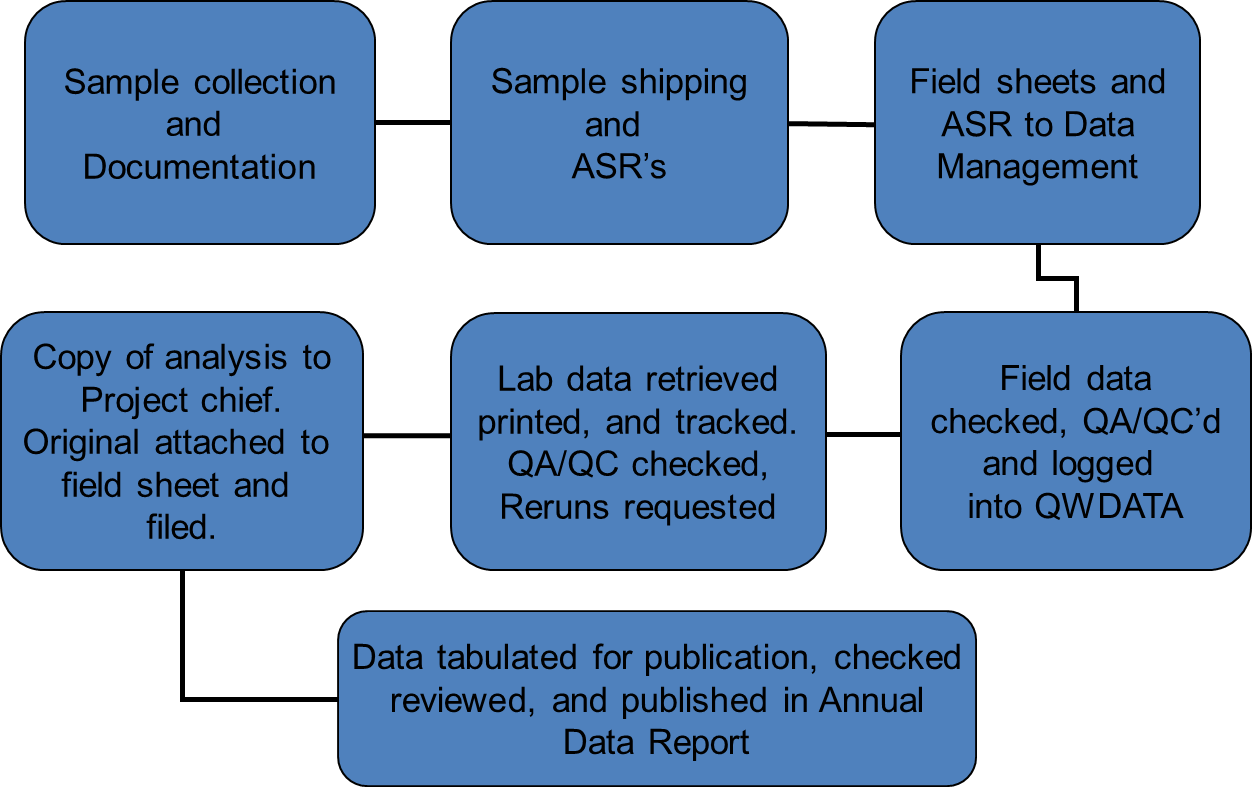 Sample collection
and
Documentation
Sample shipping
and
ASR’s
Field sheets and
ASR to Data
Management
Field data
checked, QA/QC’d
and logged
into QWDATA
Lab data retrieved
printed, and tracked.
QA/QC checked,
Reruns requested
Copy of analysis to
Project chief.
Original attached to
field sheet and
filed.
Data tabulated for publication, checked
reviewed, and published in Annual
Data Report